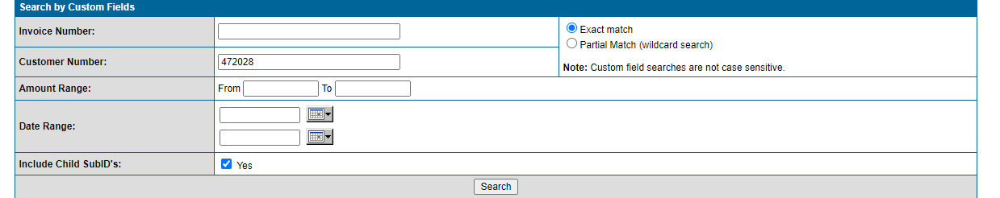 Search by Custom Fields
Invoice Number:
Exact match
Partial Match (wildcard search)
Customer Number:
472028
Note: Custom field searches are not case sensitive.
Amount Range:
From To
Date Range:
Include Child SubID's:
Yes
Search